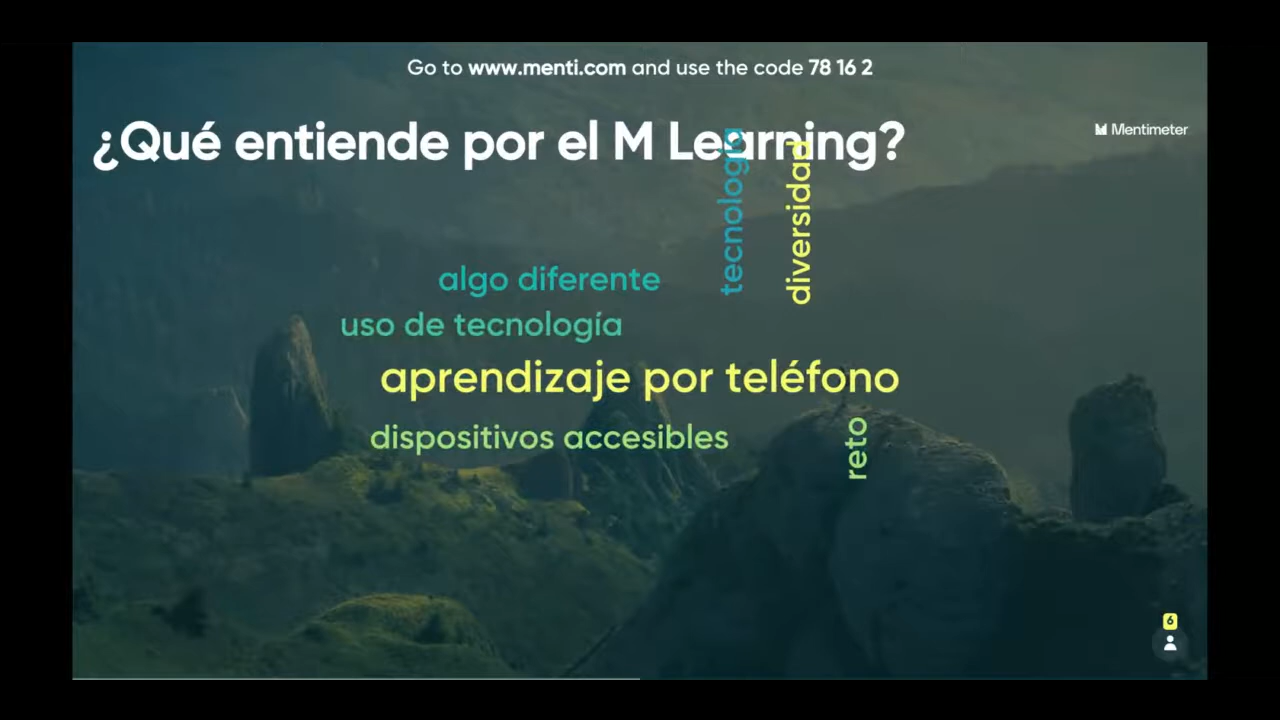 Go to www.menti.com and use the code 78 16 2
¿Qué entiende por el M Learning?
Mentimeter
tecnología
diversidad
algo diferente
uso de tecnología
aprendizaje por teléfono
dispositivos accesibles
reto
6